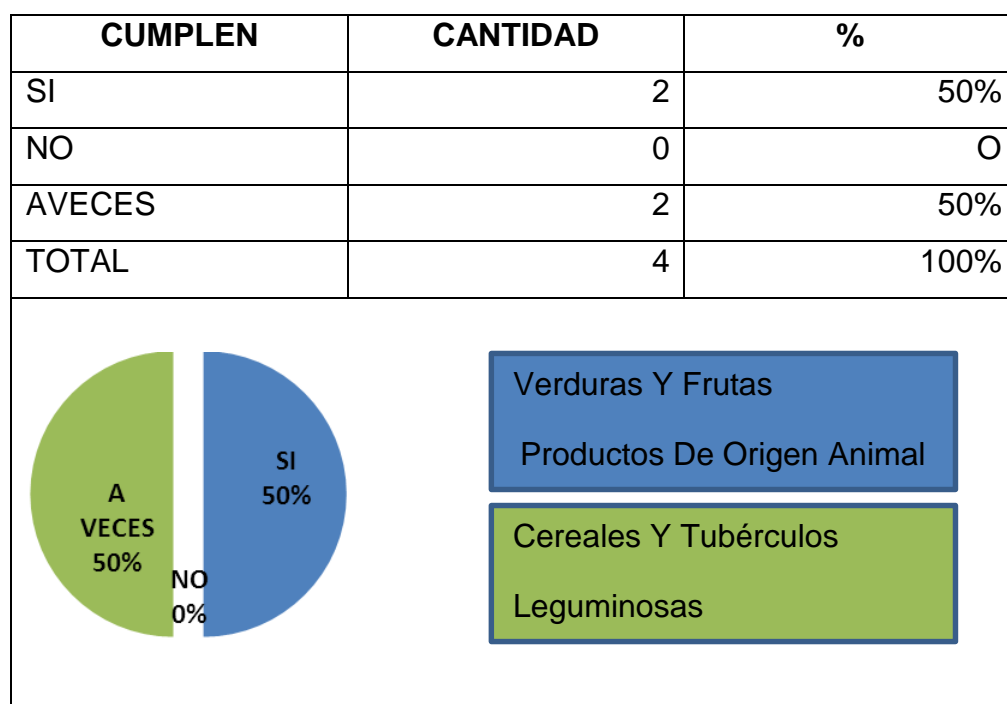 CUMPLEN CANTIDAD %
SI 2 50%
NO 0 O
AVECES 2 50%
TOTAL 4 100%
A
VECES
50%
NO
0%
SI
50%
Verduras Y Frutas
Productos De Origen Animal
Cereales Y Tubérculos
Leguminosas